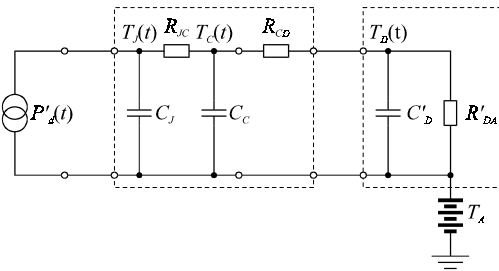 T_J(t) R_JC T_C(t) R_CD T_D(t)
P'_d(t) C_J C_C C'_D R'_DA
T_A